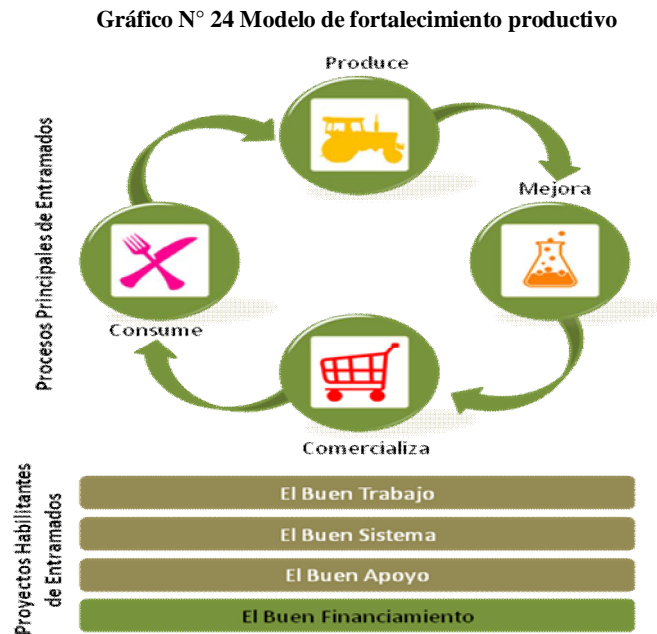 Gráfico N° 24 Modelo de fortalecimiento productivo
Produce
Mejora
Consume
Comercializa
Procesos Principales de Entramados
El Buen Trabajo
El Buen Sistema
El Buen Apoyo
El Buen Financiamiento
Proyectos Habilitantes
de Entramados